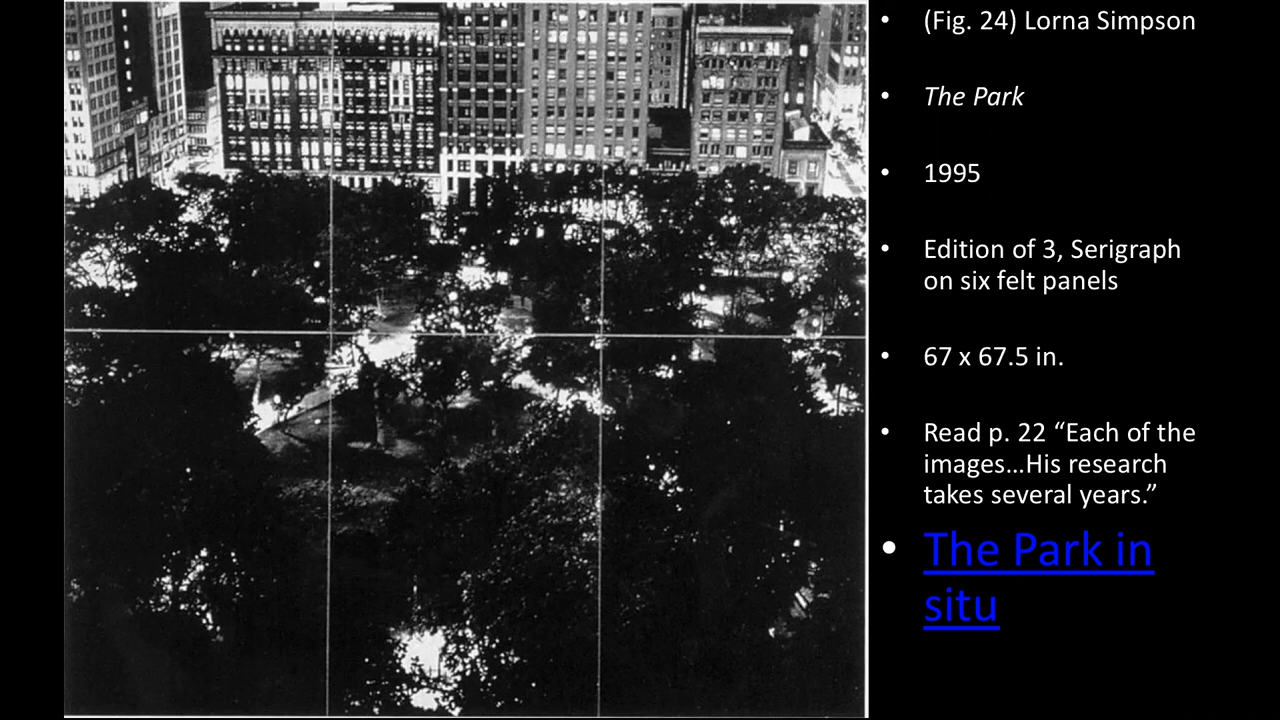 • (Fig. 24) Lorna Simpson
• The Park
• 1995
• Edition of 3, Serigraph
on six felt panels
• 67 x 67.5 in.
• Read p. 22 “Each of the
images…His research
takes several years.”
• The Park in
situ